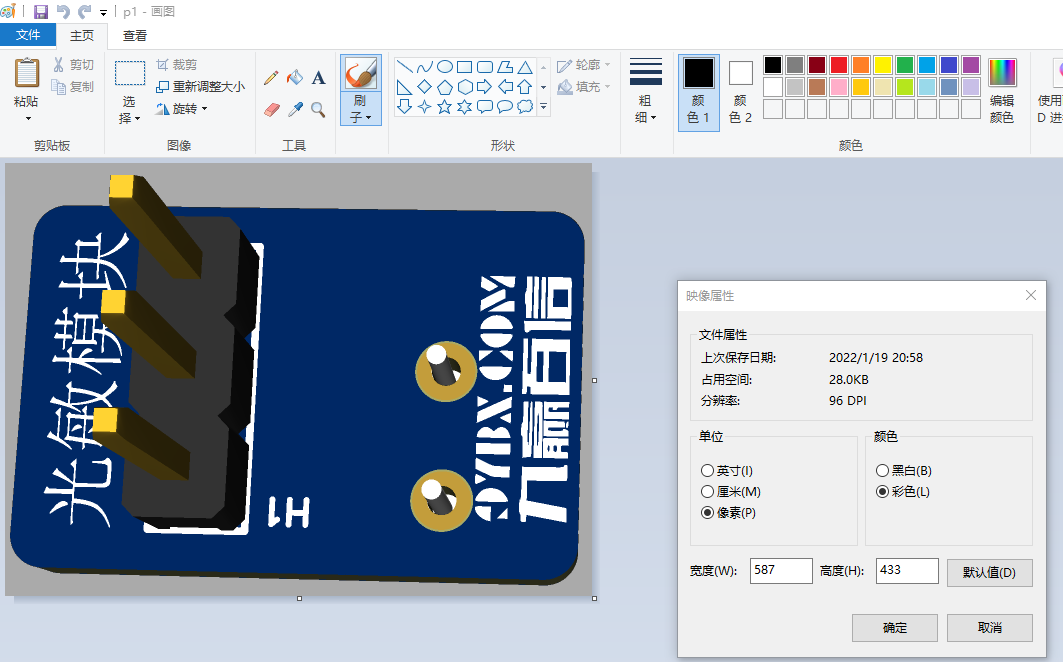 p1 - 画图
文件
主页
查看
粘贴
剪切
复制
剪贴板
选
择
裁剪
重新调整大小
旋转
图像
A
工具
刷
子
轮廓
填充
形状
粗
细
颜
色 1
颜
色 2
编辑
颜色
颜色
使用
D 进
光敏模块
H1
DYBX.COM
映像属性
文件属性
上次保存日期:
2022/1/19 20:58
占用空间:
28.0KB
分辨率:
96 DPI
单位
英寸(I)
厘米(M)
像素(P)
颜色
黑白(B)
彩色(L)
宽度(W):
587
高度(H):
433
默认值(D)
确定
取消